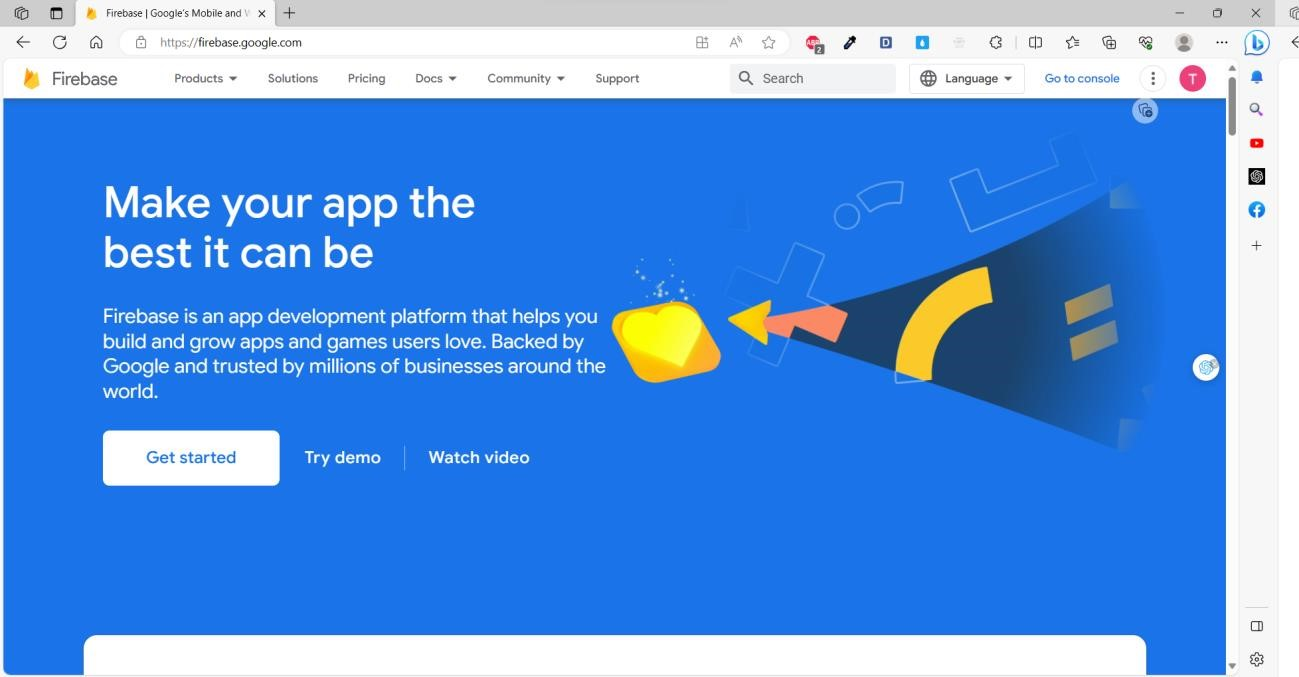 Firebase | Google's Mobile and
https://firebase.google.com
ABP
2
D
Firebase
Products
Solutions
Pricing
Docs
Community
Support
Search
Language
Go to console
T
Make your app the
best it can be
Firebase is an app development platform that helps you
build and grow apps and games users love. Backed by
Google and trusted by millions of businesses around the
world.
Get started
Try demo
Watch video